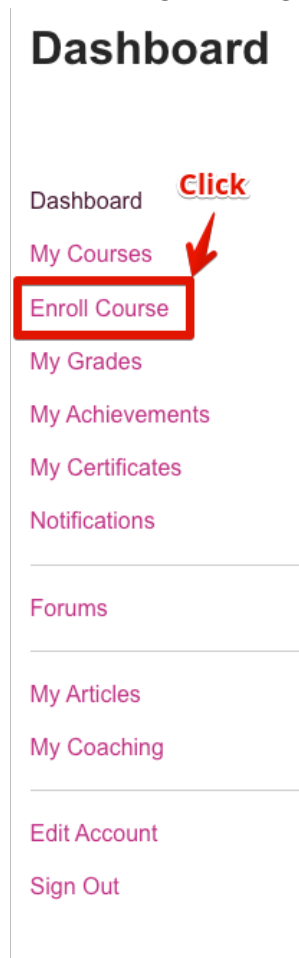 Dashboard
Click
Dashboard
My Courses
Enroll Course
My Grades
My Achievements
My Certificates
Notifications
Forums
My Articles
My Coaching
Edit Account
Sign Out